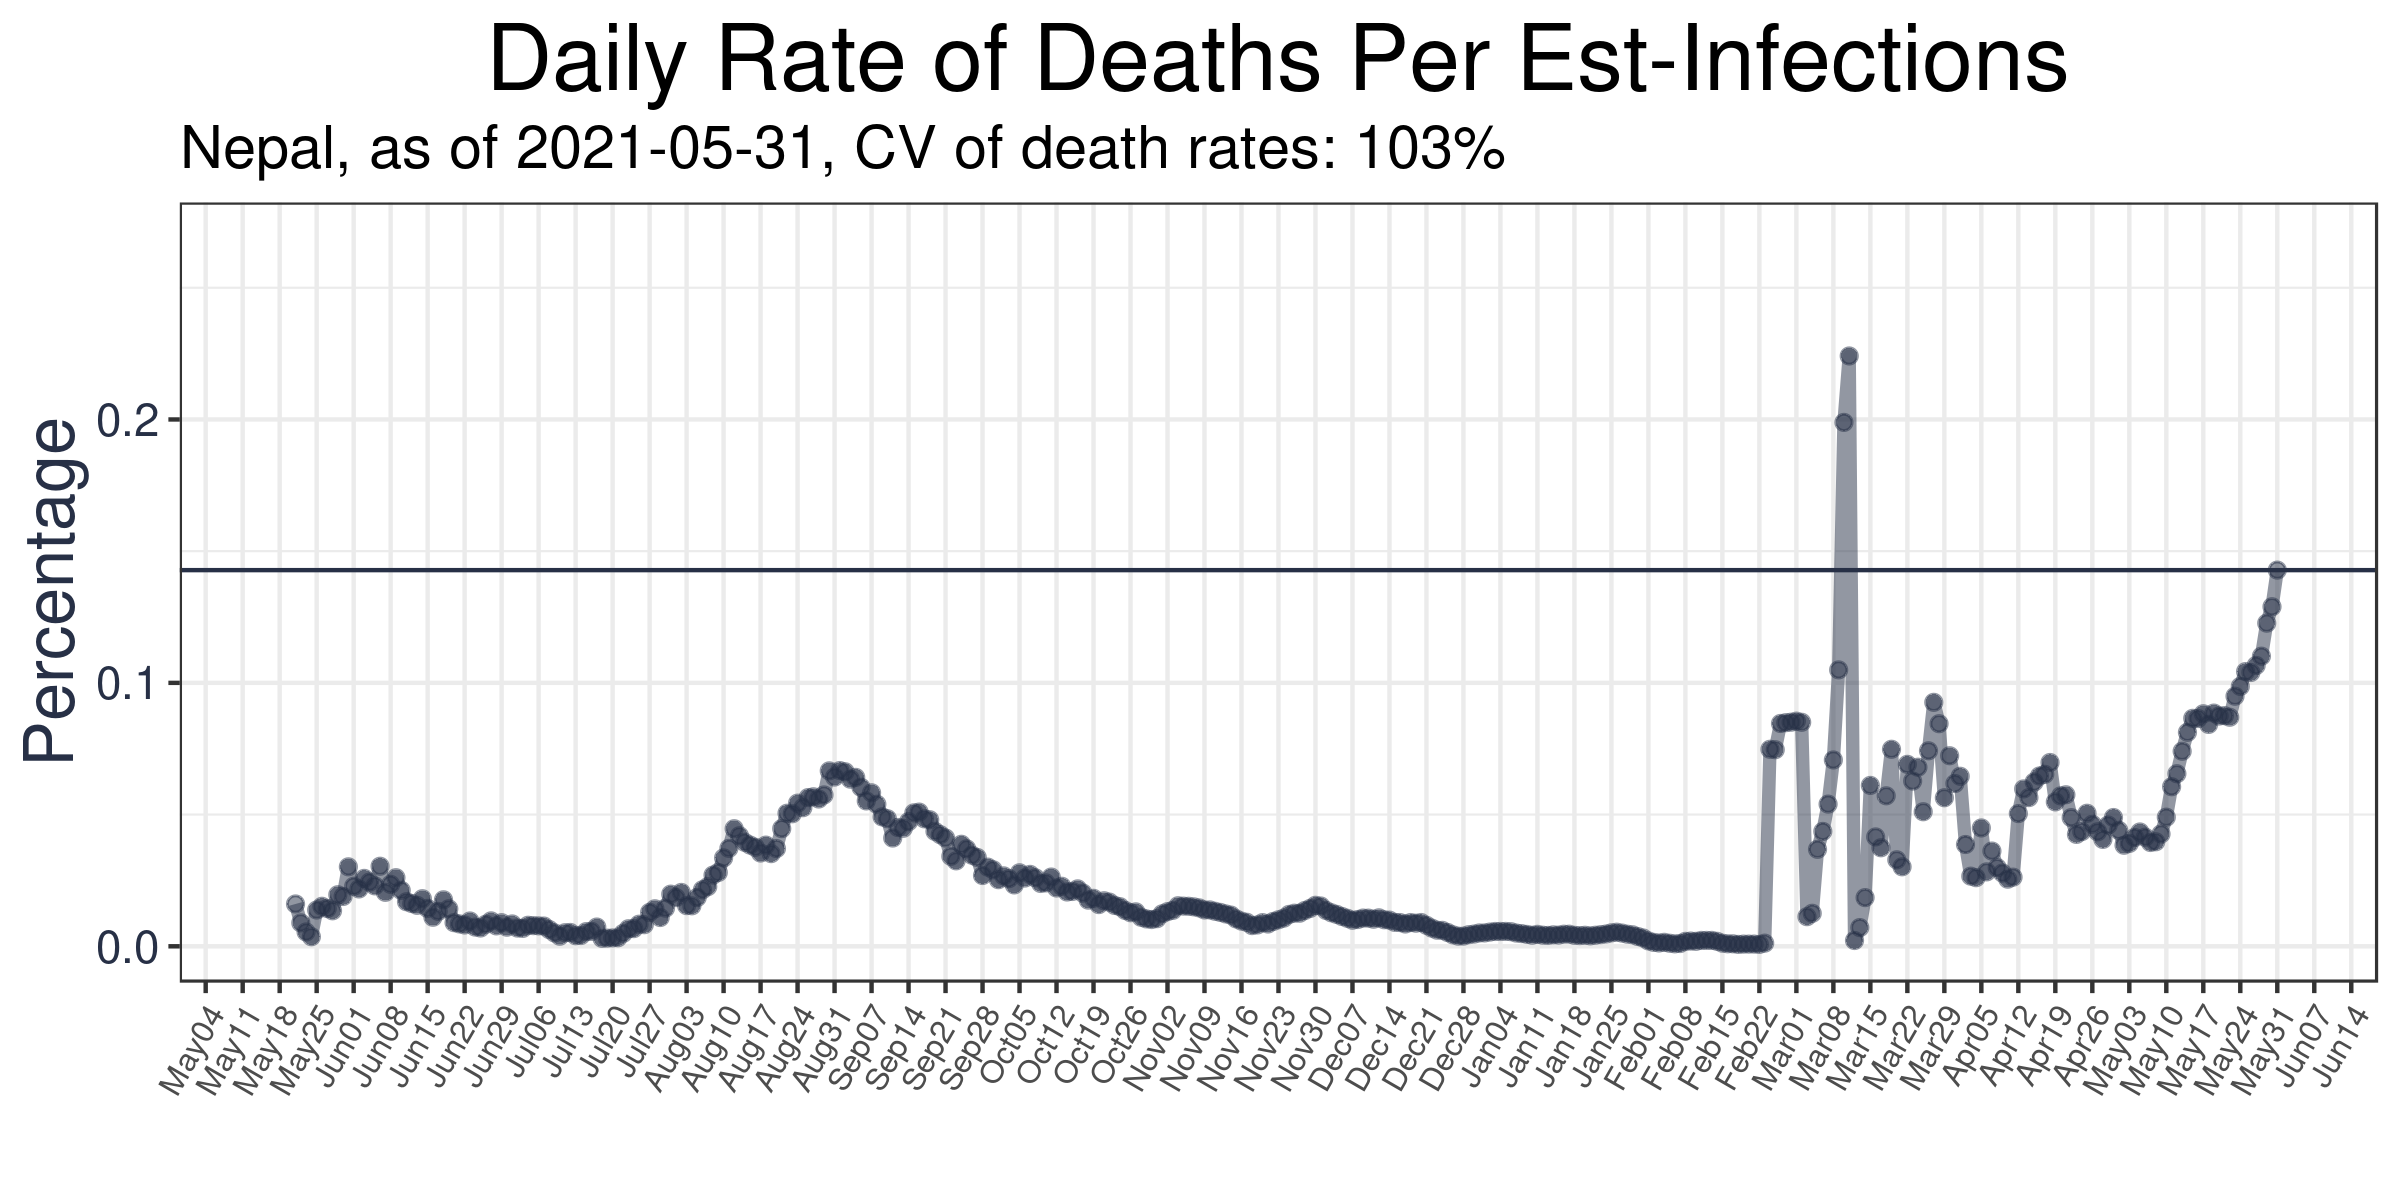 Daily Rate of Deaths Per Est-Infections
Nepal, as of 2021-05-31, CV of death rates: 103%
Percentage
0.2
0.1
0.0
May04
May11
May18
May25
Jun01
Jun08
Jun15
Jun22
Jun29
Jul06
Jul13
Jul20
Jul27
Aug03
Aug10
Aug17
Aug24
Aug31
Sep07
Sep14
Sep21
Sep28
Oct05
Oct12
Oct19
Oct26
Nov02
Nov09
Nov16
Nov23
Nov30
Dec07
Dec14
Dec21
Dec28
Jan04
Jan11
Jan18
Jan25
Feb01
Feb08
Feb15
Feb22
Mar01
Mar08
Mar15
Mar22
Mar29
Apr05
Apr12
Apr19
Apr26
May03
May10
May17
May24
May31
Jun07
Jun14